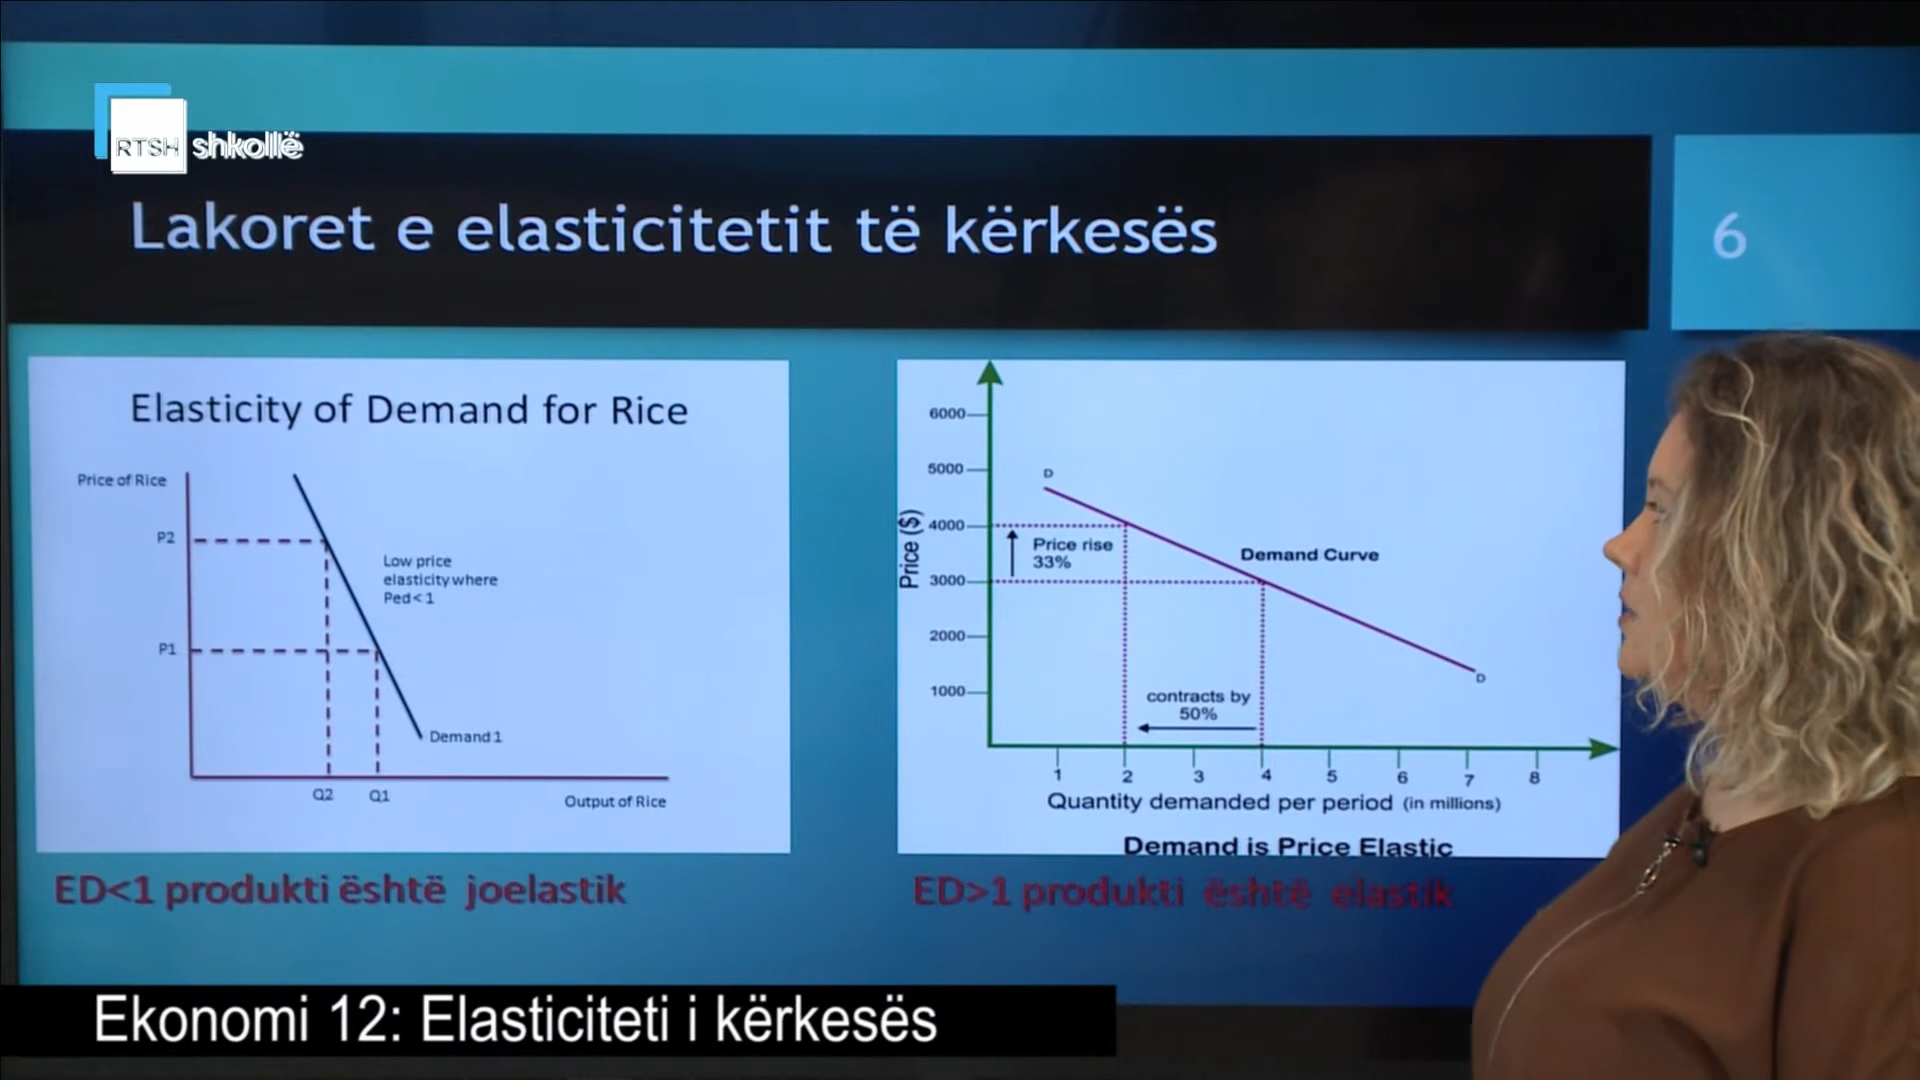 RTSH shkollë
Lakoret e elasticitetit të kërkesës
6
Elasticity of Demand for Rice
Price of Rice
P2
P1
Low price
elasticity where
Ped < 1
Demand 1
Q2
Q1
Output of Rice
ED<1 produkti është joelastik
6000
5000
4000
3000
2000
1000
Price ($)
D
Price rise
33%
Demand Curve
contracts by
50%
D
1 2 3 4 5 6 7 8
Quantity demanded per period (in millions)
Demand is Price Elastic
ED>1 produkti është elastik
Ekonomi 12: Elasticiteti i kërkesës